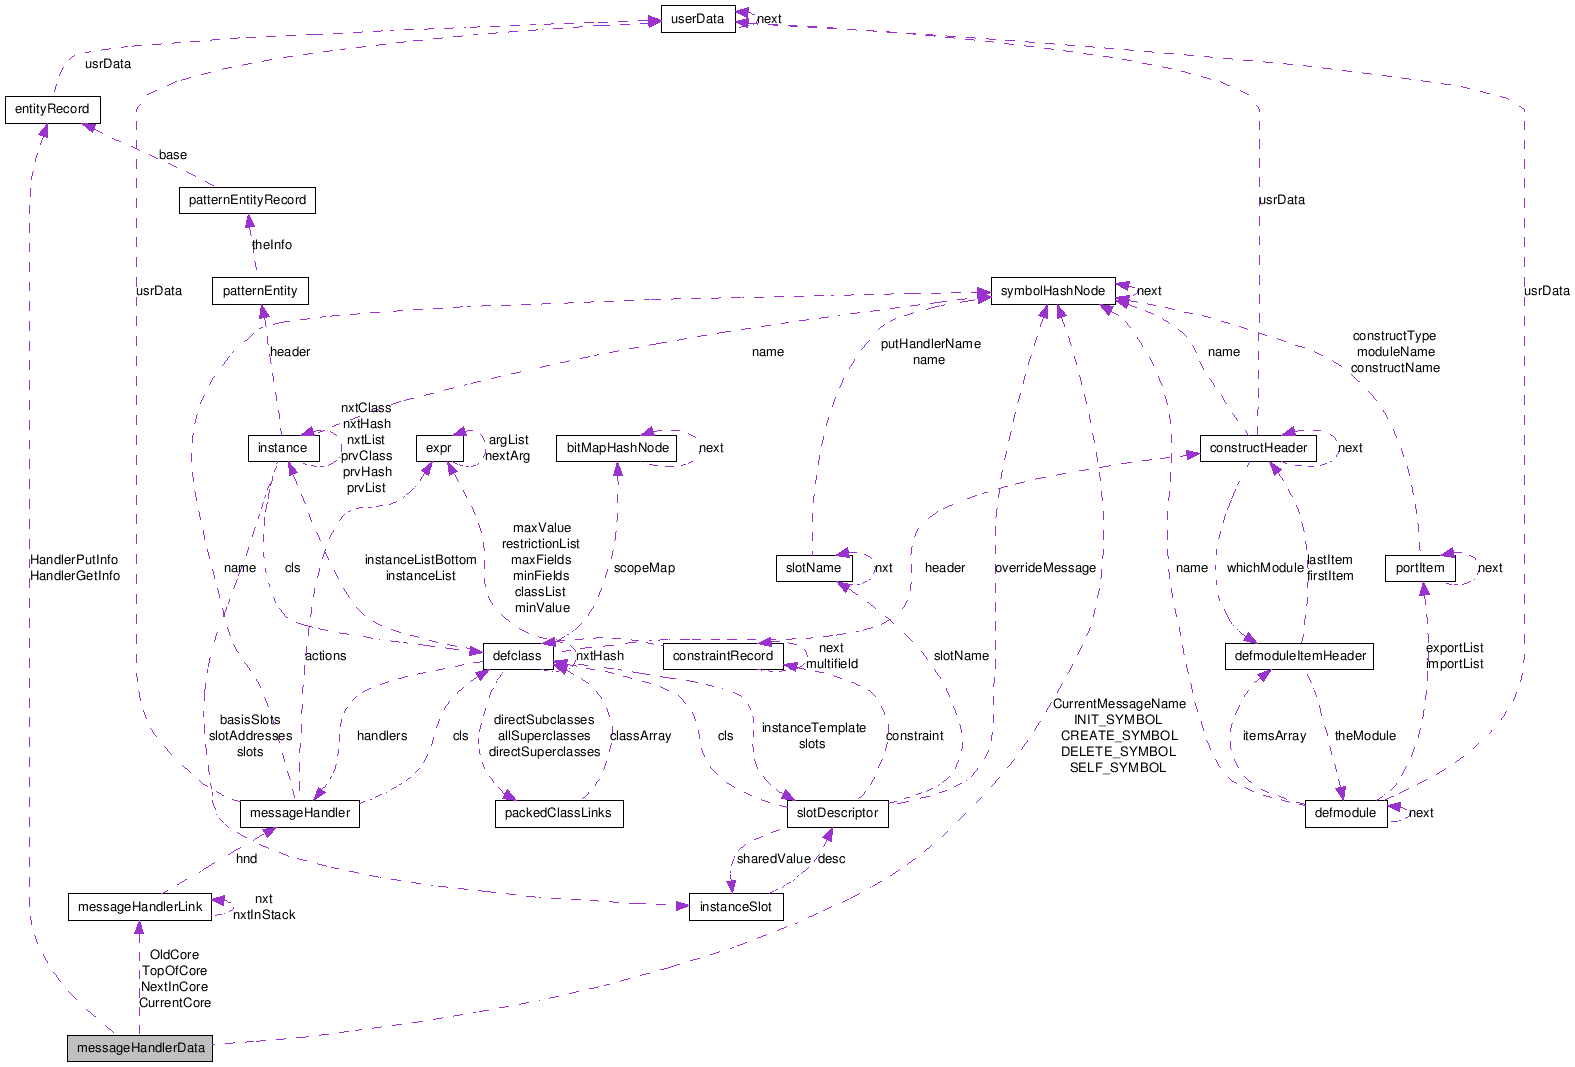 userData
next
usrData
entityRecord
base
patternEntityRecord
usrData
theInfo
patternEntity
usrData
symbolHashNode
next
usrData
header
name
putHandlerName
name
name
constructType
moduleName
constructName
nxtClass
nxtHash
nxtList
prvClass
prvHash
prvList
instance
expr
argList
nextArg
bitMapHashNode
next
constructHeader
next
HandlerPutInfo
HandlerGetInfo
name
cls
instanceListBottom
instanceList
maxValue
restrictionList
maxFields
minFields
classList
minValue
scopeMap
slotName
nxt
header
overrideMessage
name
whichModule
lastItem
firstItem
portItem
next
actions
defclass
nxtHash
constraintRecord
next
multifield
slotName
defmoduleItemHeader
exportList
importList
basisSlots
slotAddresses
slots
handlers
cls
directSubclasses
allSuperclasses
directSuperclasses
classArray
cls
instanceTemplate
slots
constraint
CurrentMessageName
INIT_SYMBOL
CREATE_SYMBOL
DELETE_SYMBOL
SELF_SYMBOL
itemsArray
theModule
messageHandler
packedClassLinks
slotDescriptor
defmodule
next
hnd
sharedValue
desc
messageHandlerLink
nxt
nxtInStack
instanceSlot
OldCore
TopOfCore
NextInCore
CurrentCore
messageHandlerData